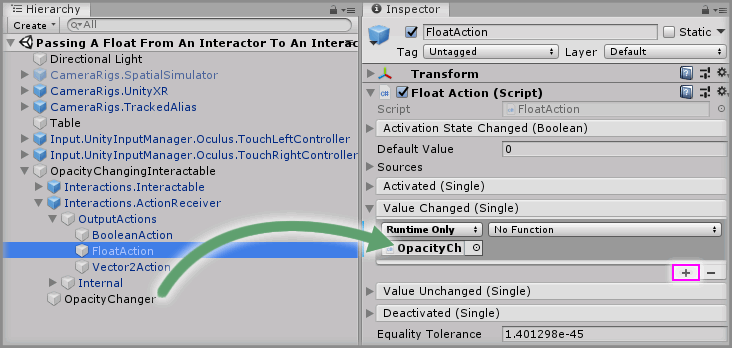 Hierarchy
Create
Passing A Float From An Interactor To An Interac
Directional Light
CameraRigs.SpatialSimulator
CameraRigs.UnityXR
CameraRigs.TrackedAlias
Table
Input.UnityInputManager.Oculus.TouchLeftController
Input.UnityInputManager.Oculus.TouchRightController
OpacityChangingInteractable
Interactions.Interactable
Interactions.ActionReceiver
OutputActions
BooleanAction
FloatAction
Vector2Action
Internal
OpacityChanger
Inspector
FloatAction
Static
Tag Untagged Layer Default
Transform
Float Action (Script)
Script FloatAction
Activation State Changed (Boolean)
Default Value 0
Sources
Activated (Single)
Value Changed (Single)
Runtime Only No Function
OpacityCh
+ −
Value Unchanged (Single)
Deactivated (Single)
Equality Tolerance 1.401298e-45